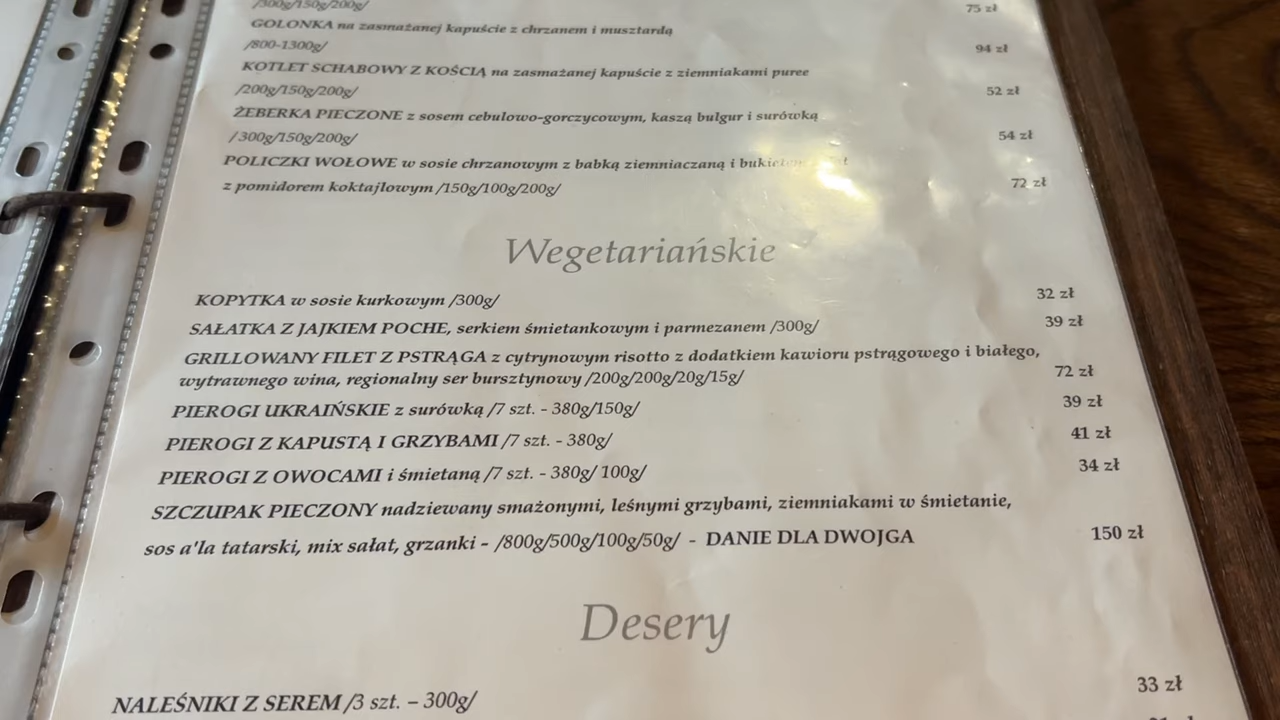 /300g/150g/200g/ 75 zł
GOLONKA na zasmażanej kapuście z chrzanem i musztardą
/800-1300g/ 94 zł
KOTLET SCHABOWY Z KOŚCIĄ na zasmażanej kapuście z ziemniakami puree
/200g/150g/200g/ 52 zł
ŻEBERKA PIECZONE z sosem cebulowo-gorczycowym, kaszą bulgur i surówką
/300g/150g/200g/ 54 zł
POLICZKI WOŁOWE w sosie chrzanowym z babką ziemniaczaną i
z pomidorem koktajlowym /150g/100g/200g/ 72 zł
Wegetariańskie
KOPYTKA w sosie kurkowym /300g/ 32 zł
SAŁATKA Z JAJKIEM POCHE, serkiem śmietankowym i parmezanem /300g/ 39 zł
GRILLOWANY FILET Z PSTRĄGA z cytrynowym risotto z dodatkiem kawioru pstrągowego i białego,
wytrawnego wina, regionalny ser bursztynowy /200g/200g/20g/15g/ 72 zł
PIEROGI UKRAIŃSKIE z surówką /7 szt. - 380g/150g/ 39 zł
PIEROGI Z KAPUSTĄ I GRZYBAMI /7 szt. - 380g/ 41 zł
PIEROGI Z OWOCAMI i śmietaną /7 szt. - 380g/ 100g/ 34 zł
SZCZUPAK PIECZONY nadziewany smażonymi, leśnymi grzybami, ziemniakami w śmietanie,
sos a'la tatarski, mix sałat, grzanki - /800g/500g/100g/50g/ - DANIE DLA DWOJGA 150 zł
Desery
NALEŚNIKI Z SEREM /3 szt. – 300g/ 33 zł